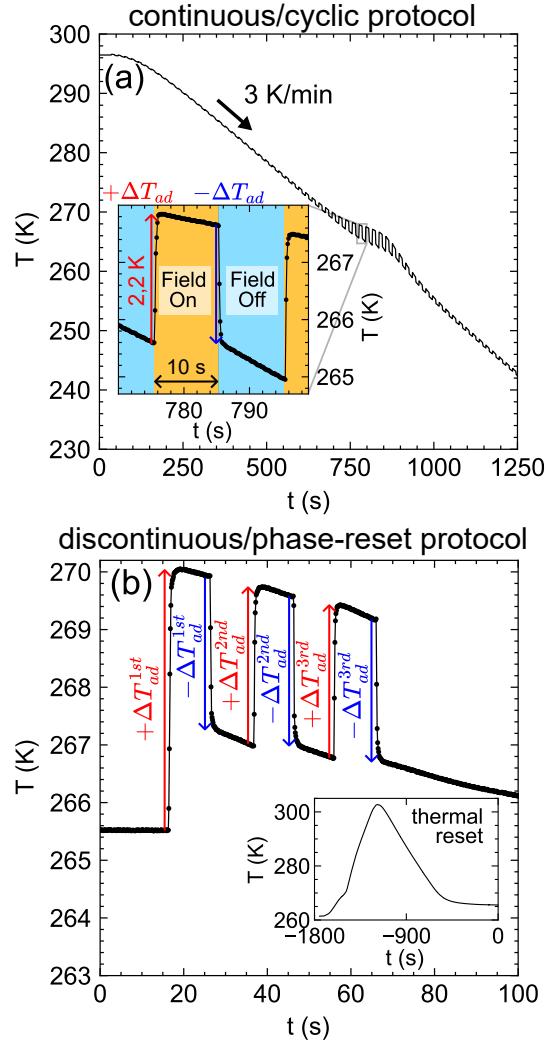 continuous/cyclic protocol
(a)
3 K/min
T (K)
300
290
280
270
260
250
240
230
0
250
500
750
1000
1250
t (s)
+ΔT_ad
−ΔT_ad
2,2 K
Field
On
Field
Off
10 s
267
266
265
T (K)
780
790
t (s)
discontinuous/phase-reset protocol
(b)
T (K)
270
269
268
267
266
265
264
263
+ΔT_ad^1st
−ΔT_ad^1st
+ΔT_ad^2nd
−ΔT_ad^2nd
+ΔT_ad^3rd
−ΔT_ad^3rd
thermal
reset
T (K)
300
280
260
−1800
−900
0
t (s)
0
20
40
60
80
100
t (s)